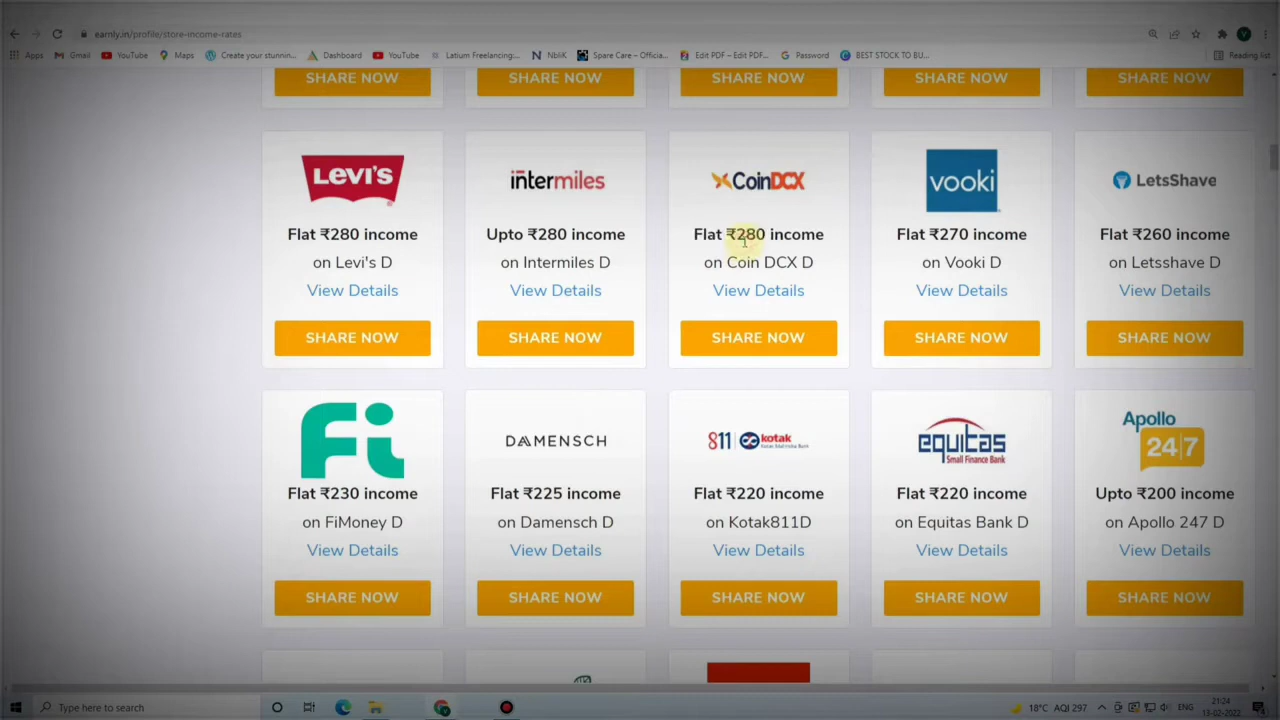 earnly.in/profile/store-income-rates
Apps Gmail YouTube Maps Create your stunnin... Dashboard YouTube Latium Freelancing:... NbliK Spare Care – Officia... Edit PDF – Edit PDF... Password BEST STOCK TO BU... Reading list
SHARE NOW SHARE NOW SHARE NOW SHARE NOW SHARE NOW
LEVI'S intermiles CoinDCX vooki LetsShave
Flat ₹280 income Upto ₹280 income Flat ₹280 income Flat ₹270 income Flat ₹260 income
on Levi's D on Intermiles D on Coin DCX D on Vooki D on Letsshave D
View Details View Details View Details View Details View Details
SHARE NOW SHARE NOW SHARE NOW SHARE NOW SHARE NOW
Fi DAMENSCH 811 kotak Kotak Mahindra Bank equitas Small Finance Bank Apollo 24|7
Flat ₹230 income Flat ₹225 income Flat ₹220 income Flat ₹220 income Upto ₹200 income
on FiMoney D on Damensch D on Kotak811D on Equitas Bank D on Apollo 247 D
View Details View Details View Details View Details View Details
SHARE NOW SHARE NOW SHARE NOW SHARE NOW SHARE NOW
Type here to search 18°C AQI 297 ENG 21:24
13-02-2022